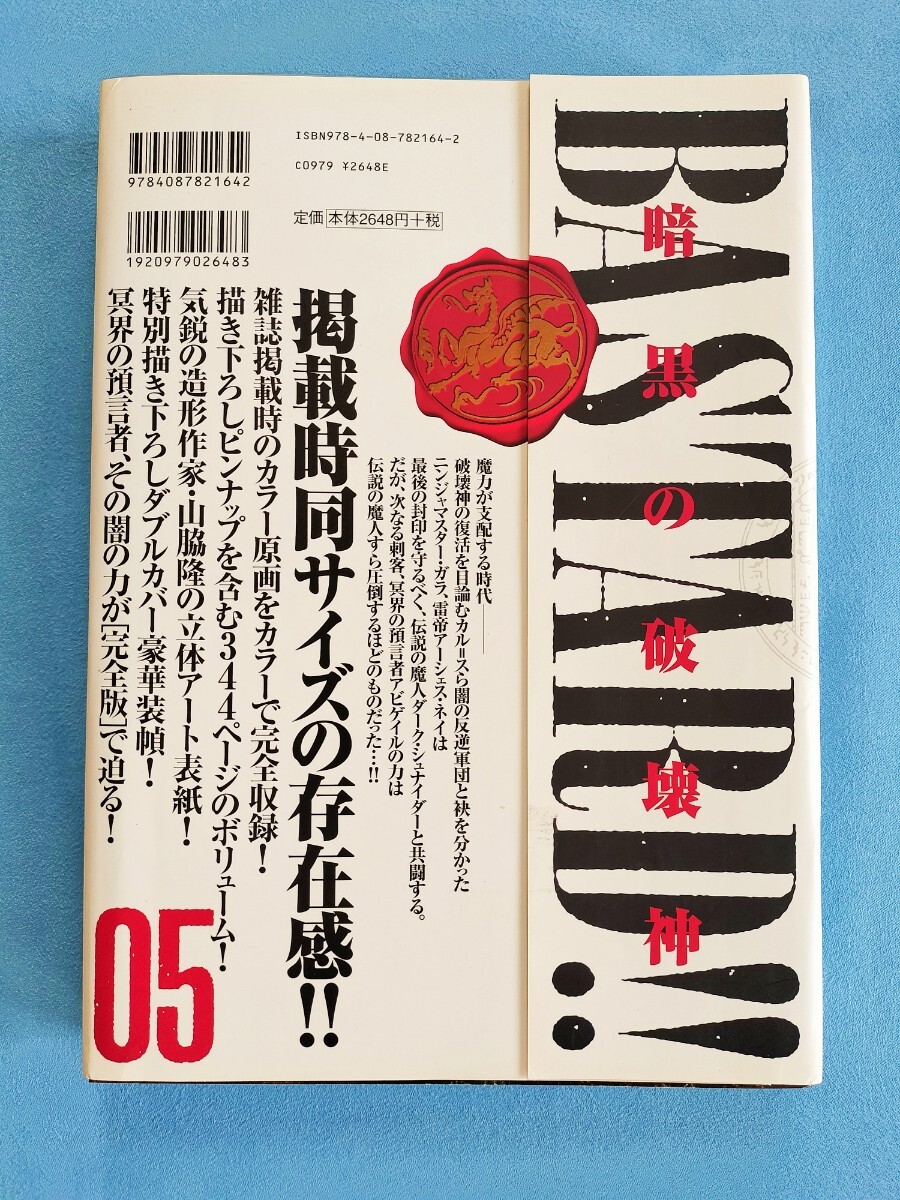 BASTARD!!
暗黒の破壊神
ISBN978-4-08-782164-2
C0979 ¥2648E
9784087821642
定価 本体2648円+税
1920979026483
魔力が支配する時代――
破壊神の復活を目論むカル=スら闇の反逆軍団と袂を分かった
ニンジャマスター・ガラ、雷帝アーシェス・ネイは
最後の封印を守るべく、伝説の魔人ダーク・シュナイダーと共闘する。
だが、次なる刺客、冥界の預言者アビゲイルの力は
伝説の魔人すら圧倒するほどのものだった…!!
掲載時同サイズの存在感!!
雑誌掲載時のカラー原画をカラーで完全収録!
描き下ろしピンナップを含む344ページのボリューム!
気鋭の造形作家・山脇隆の立体アート表紙!
特別描き下ろしダブルカバー豪華装幀!
冥界の預言者、その闇の力が[完全版]で迫る!
05